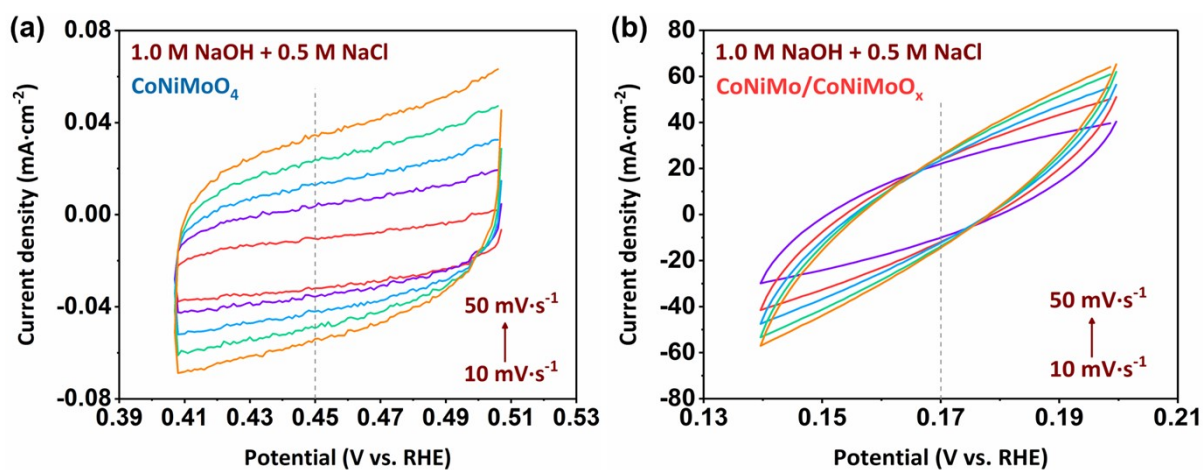 (a)
1.0 M NaOH + 0.5 M NaCl
CoNiMoO₄
50 mV·s⁻¹
10 mV·s⁻¹
Current density (mA·cm⁻²)
0.08
0.04
0.00
-0.04
-0.08
0.39 0.41 0.43 0.45 0.47 0.49 0.51 0.53
Potential (V vs. RHE)
(b)
1.0 M NaOH + 0.5 M NaCl
CoNiMo/CoNiMoOₓ
50 mV·s⁻¹
10 mV·s⁻¹
Current density (mA·cm⁻²)
80
60
40
20
0
-20
-40
-60
-80
0.13 0.15 0.17 0.19 0.21
Potential (V vs. RHE)